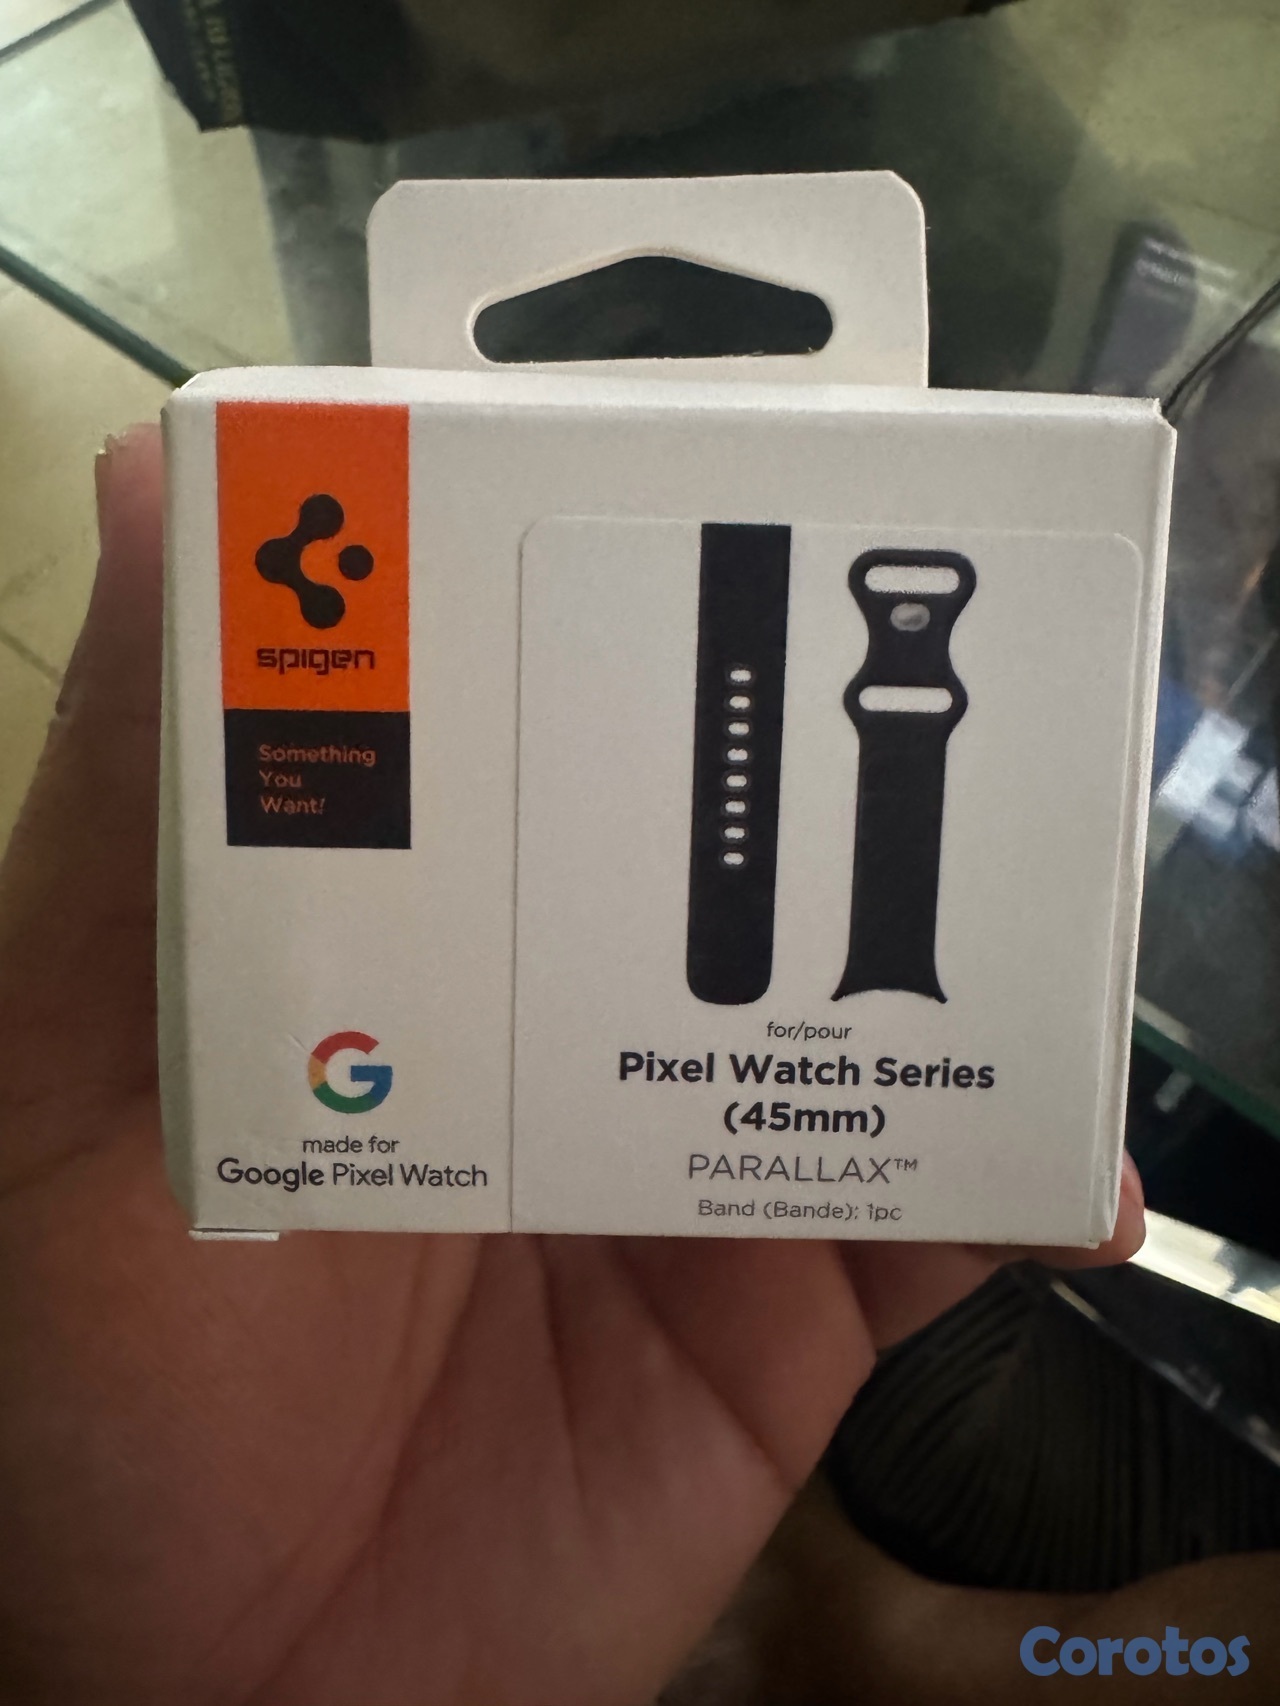 spigen
Something
You
Want!
G
made for
Google Pixel Watch
for/pour
Pixel Watch Series
(45mm)
PARALLAX™
Band (Bande): 1pc
Corotos